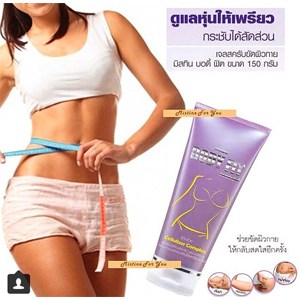 ดูแลหุ่นให้เพรียว
กระชับได้สัดส่วน
เจลสครับขัดผิวกาย
มิสทิน บอดี้ ฟิต ขนาด 150 กรัม
Mistine For You
BODY FIT
Cellulose Complex
ช่วยขัดผิวกาย
ให้กลับสดใสอีกครั้ง
Mistine For You